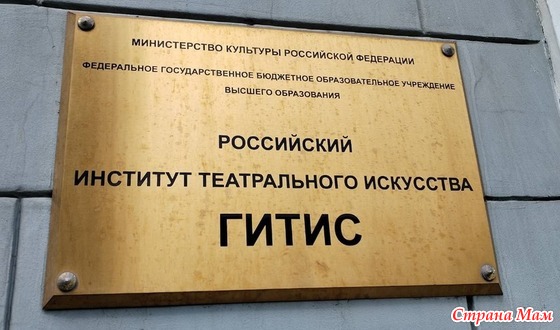 МИНИСТЕРСТВО КУЛЬТУРЫ РОССИЙСКОЙ ФЕДЕРАЦИИ
ФЕДЕРАЛЬНОЕ ГОСУДАРСТВЕННОЕ БЮДЖЕТНОЕ ОБРАЗОВАТЕЛЬНОЕ УЧРЕЖДЕНИЕ
ВЫСШЕГО ОБРАЗОВАНИЯ
РОССИЙСКИЙ
ИНСТИТУТ ТЕАТРАЛЬНОГО ИСКУССТВА
ГИТИС
Страна Мам